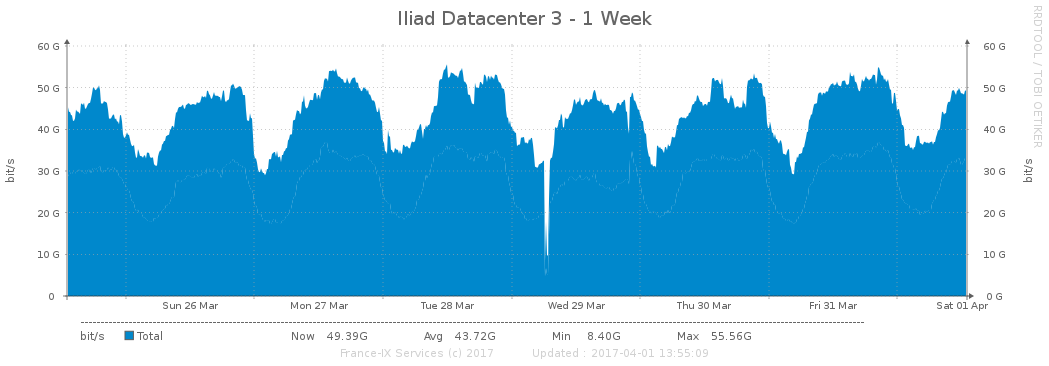 Iliad Datacenter 3 - 1 Week
RRDTOOL / TOBI OETIKER
60 G 60 G
50 G 50 G
40 G 40 G
30 G 30 G
20 G 20 G
10 G 10 G
0 0 G
bit/s bit/s
Sun 26 Mar Mon 27 Mar Tue 28 Mar Wed 29 Mar Thu 30 Mar Fri 31 Mar Sat 01 Apr
bit/s Total Now 49.39G Avg 43.72G Min 8.40G Max 55.56G
France-IX Services (c) 2017 Updated : 2017-04-01 13:55:09